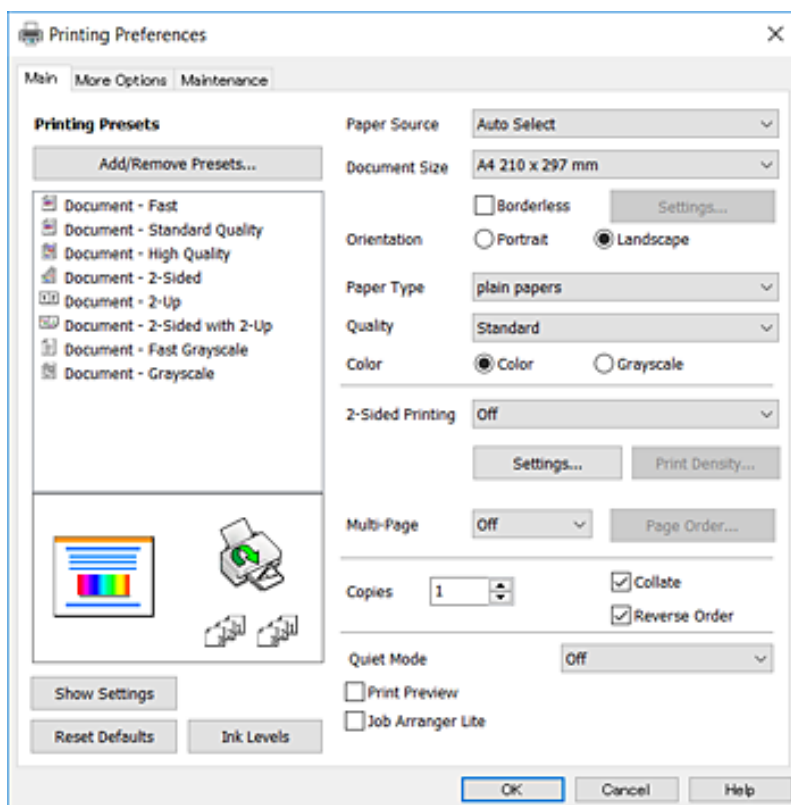 Printing Preferences
Main More Options Maintenance
Printing Presets
Add/Remove Presets...
Document - Fast
Document - Standard Quality
Document - High Quality
Document - 2-Sided
Document - 2-Up
Document - 2-Sided with 2-Up
Document - Fast Grayscale
Document - Grayscale
Show Settings
Reset Defaults Ink Levels
Paper Source Auto Select
Document Size A4 210 x 297 mm
Borderless Settings...
Orientation Portrait Landscape
Paper Type plain papers
Quality Standard
Color Color Grayscale
2-Sided Printing Off
Settings... Print Density...
Multi-Page Off Page Order...
Copies 1 Collate
Reverse Order
Quiet Mode Off
Print Preview
Job Arranger Lite
OK Cancel Help